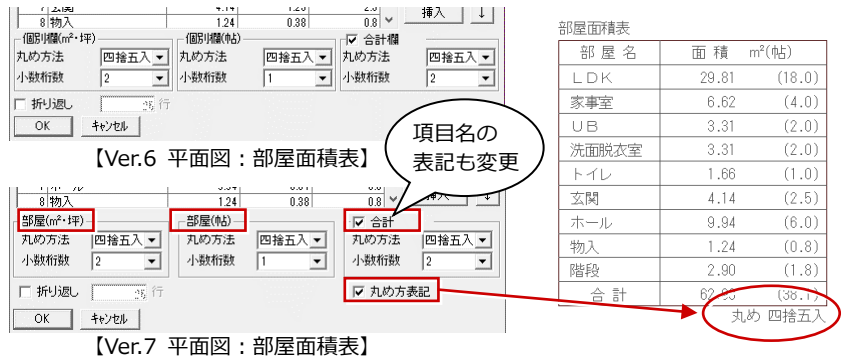 8 物入 1.24 0.38 0.8
挿入
↓
個別欄(m²・坪)
個別欄(帖)
合計欄
丸め方法 四捨五入
丸め方法 四捨五入
丸め方法 四捨五入
小数桁数 2
小数桁数 2
小数桁数 2
折り返し 行
OK キャンセル
【Ver.6 平面図：部屋面積表】
項目名の
表記も変更
8 物入 1.24 0.38 0.8
部屋(m²・坪)
部屋(帖)
合計
丸め方法 四捨五入
丸め方法 四捨五入
丸め方法 四捨五入
小数桁数 2
小数桁数 1
小数桁数 2
折り返し 行
丸め方表記
OK キャンセル
【Ver.7 平面図：部屋面積表】
部屋面積表
部 屋 名 面 積 m²(帖)
ＬＤＫ 29.81 (18.0)
家事室 6.62 (4.0)
ＵＢ 3.31 (2.0)
洗面脱衣室 3.31 (2.0)
トイレ 1.66 (1.0)
玄関 4.14 (2.5)
ホール 9.94 (6.0)
物入 1.24 (0.8)
階段 2.90 (1.8)
合 計 (38.1)
丸め 四捨五入